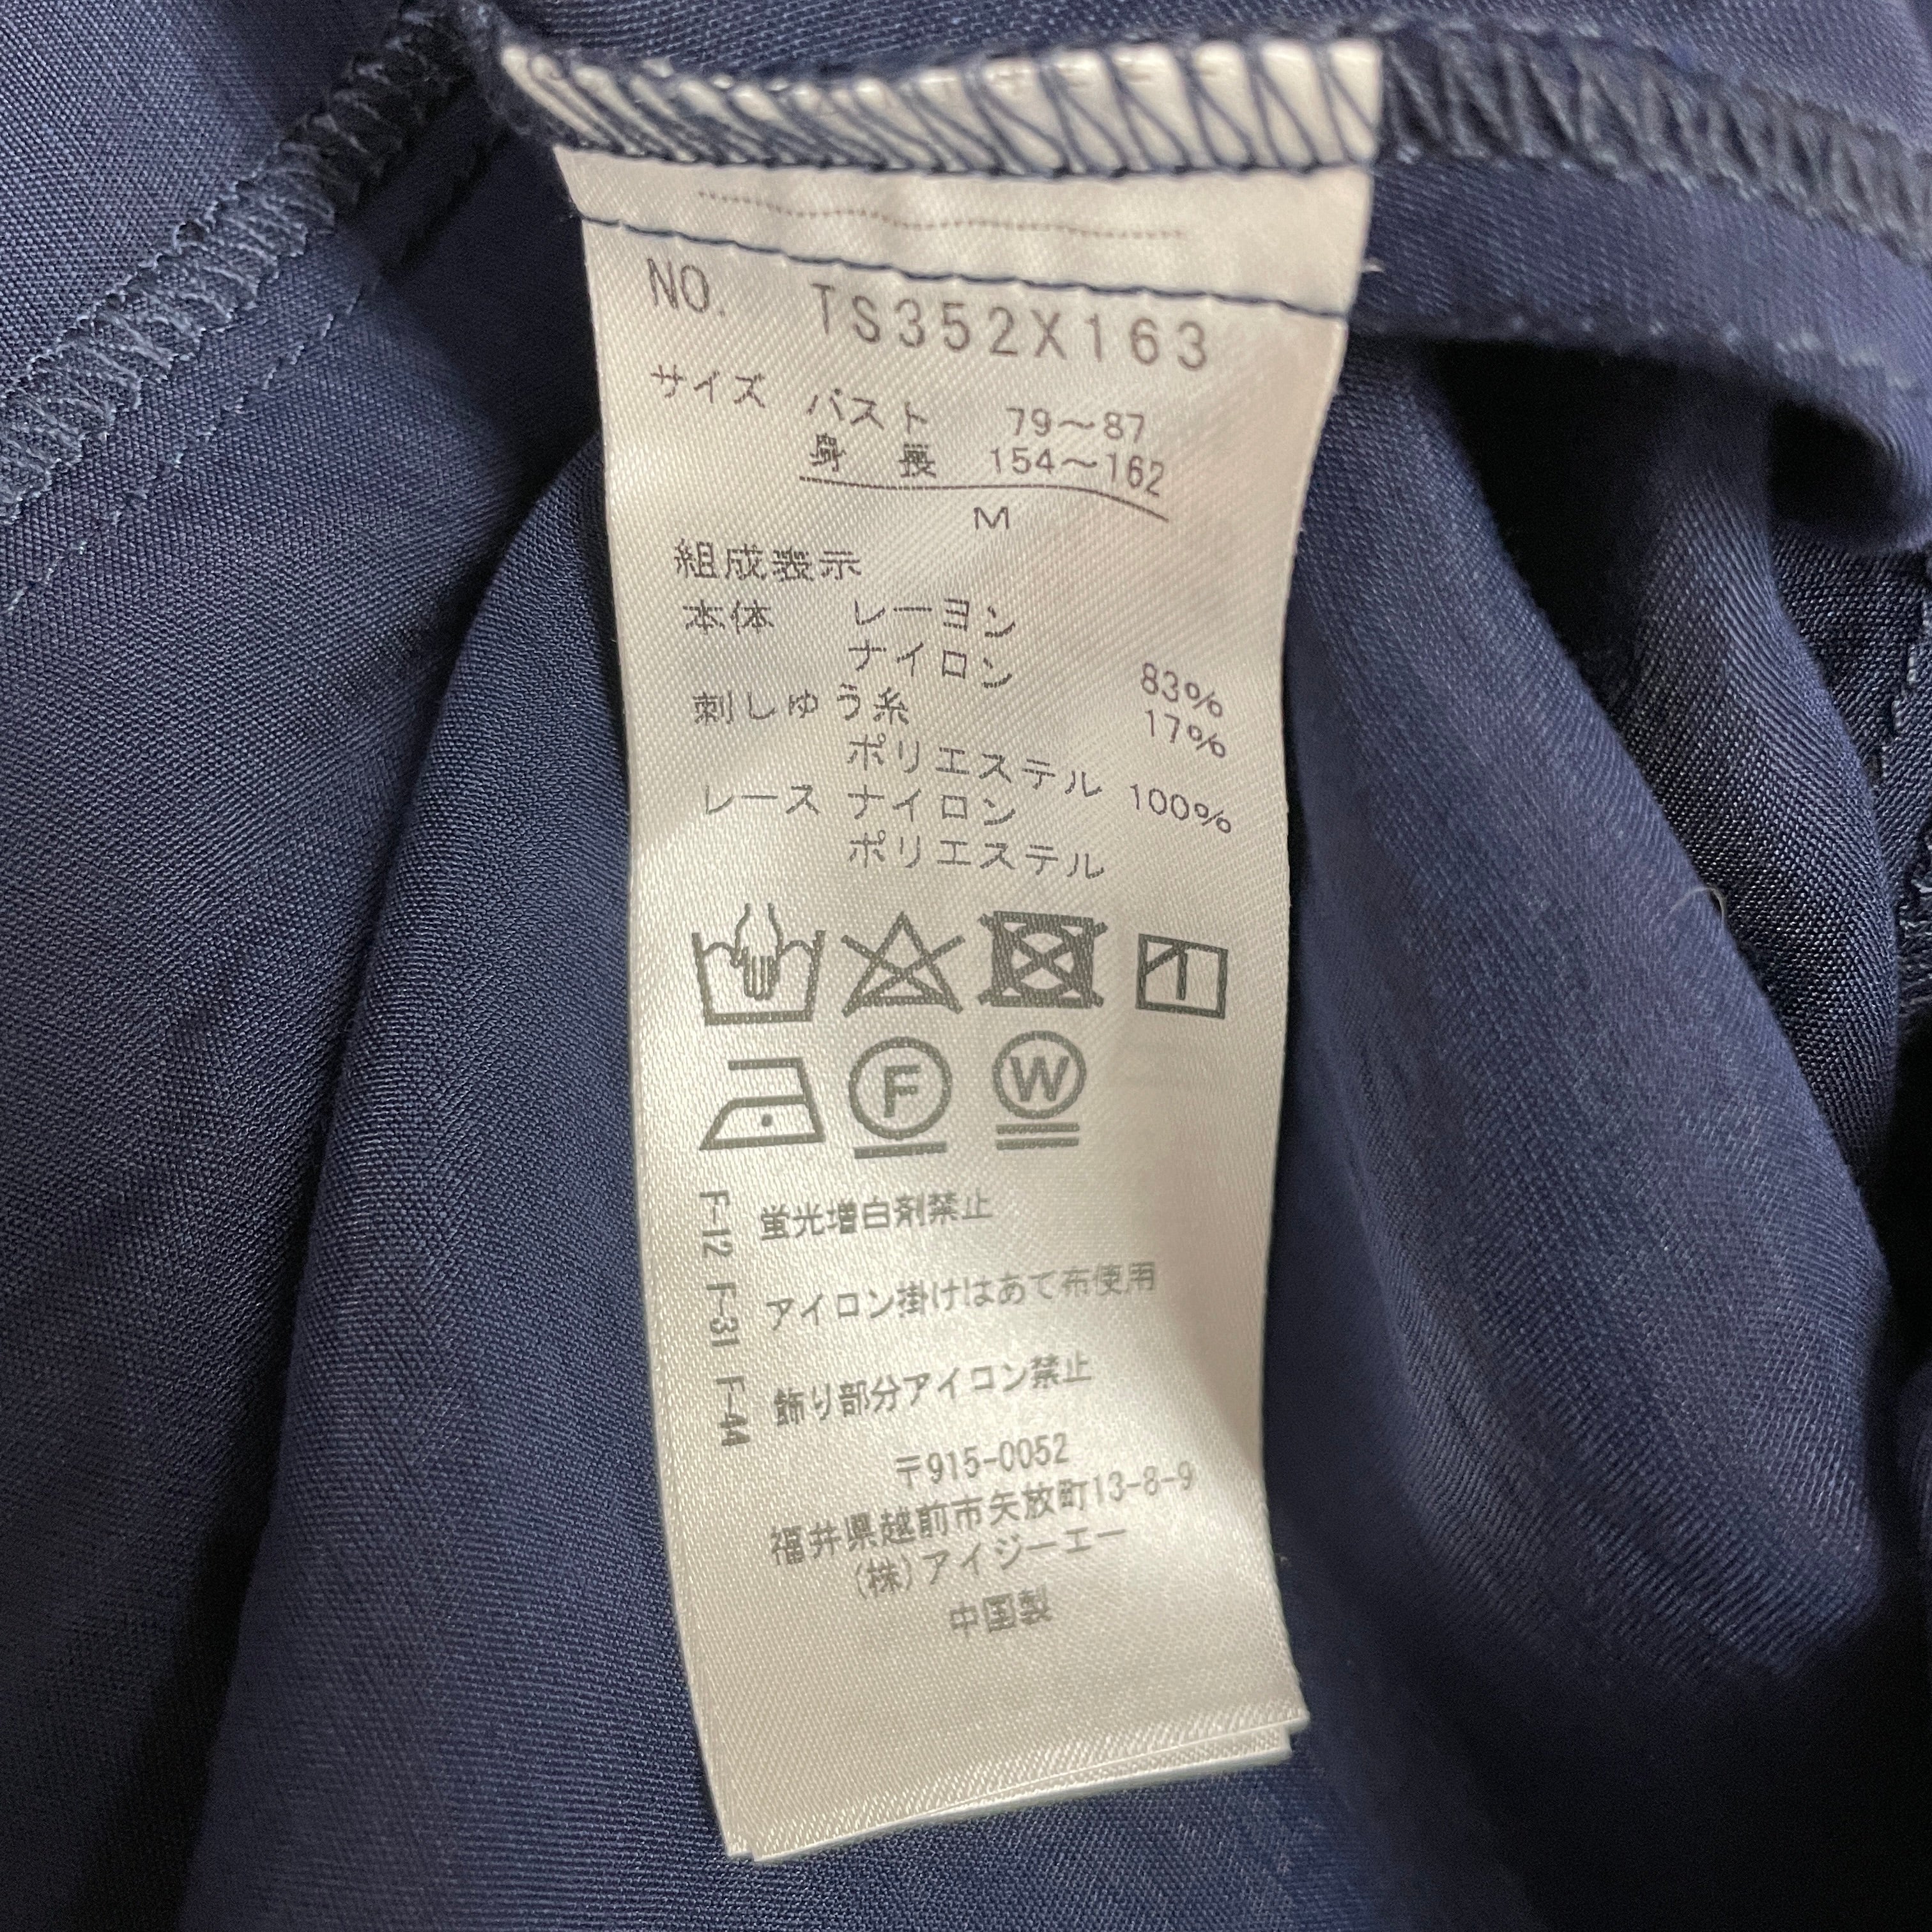 NO. TS352X163
サイズ バスト 79〜87
身長 154〜162
M
組成表示
本体 レーヨン 83%
ナイロン 17%
刺しゅう糸
ポリエステル 100%
レース ナイロン
ポリエステル
F
W
F-12 蛍光増白剤禁止
F-31 アイロン掛けはあて布使用
F-44 飾り部分アイロン禁止
〒915-0052
福井県越前市矢放町13-8-9
(株)アイジーエー
中国製